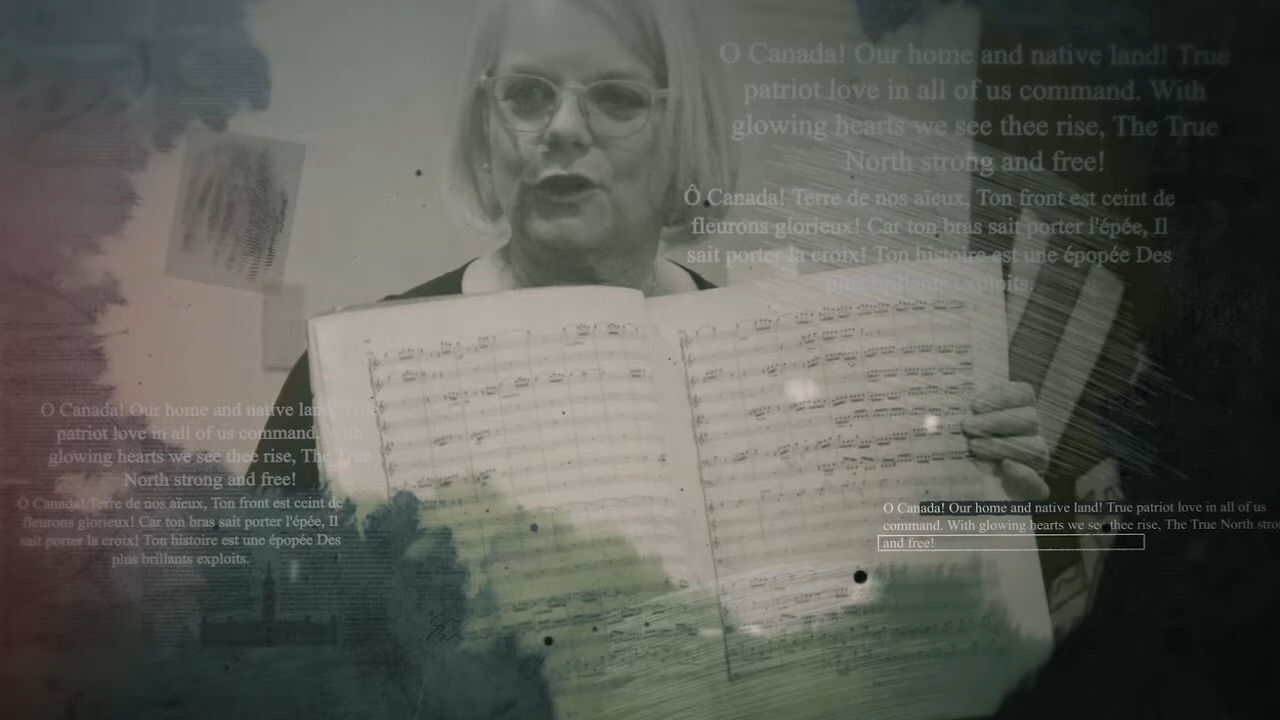 O Canada! Our home and native land! True
patriot love in all of us command. With
glowing hearts we see thee rise, The True
North strong and free!
Ô Canada! Terre de nos aïeux, Ton front est ceint de
fleurons glorieux! Car ton bras sait porter l'épée, Il
sait porter la croix! Ton histoire est une épopée Des
plus brillants exploits.
O Canada! Our home and native land! True
patriot love in all of us command. With
glowing hearts we see thee rise, The True
North strong and free!
Ô Canada! Terre de nos aïeux, Ton front est ceint de
fleurons glorieux! Car ton bras sait porter l'épée, Il
sait porter la croix! Ton histoire est une épopée Des
plus brillants exploits.
O Canada! Our home and native land! True patriot love in all of us
command. With glowing hearts we see thee rise, The True North stro
and free!